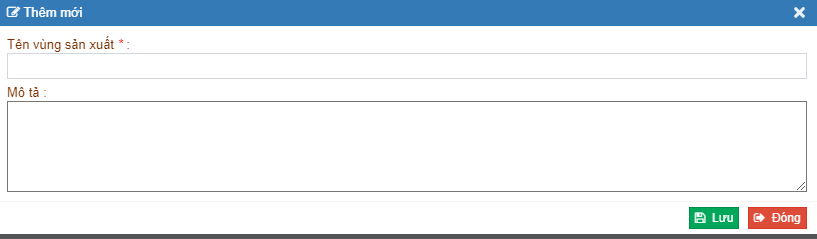 Thêm mới
Tên vùng sản xuất * :
Mô tả :
Lưu Đóng